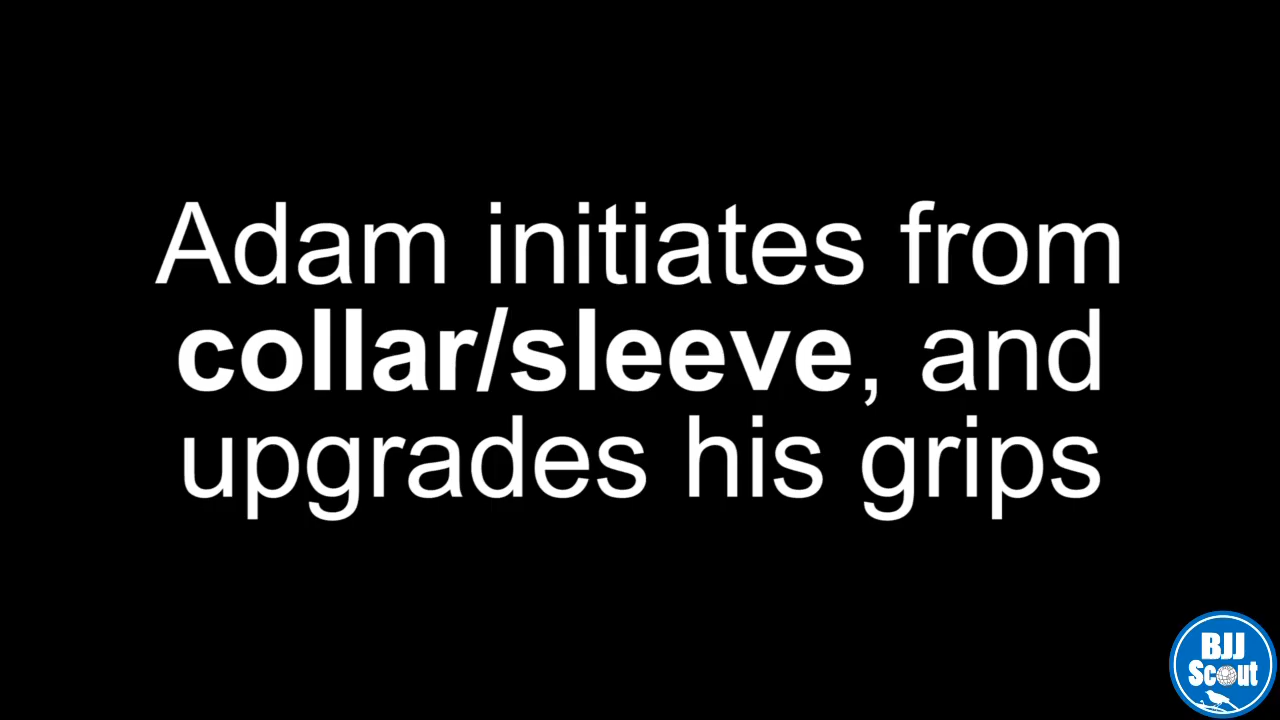 Adam initiates from
collar/sleeve, and
upgrades his grips
BJJ
Scout